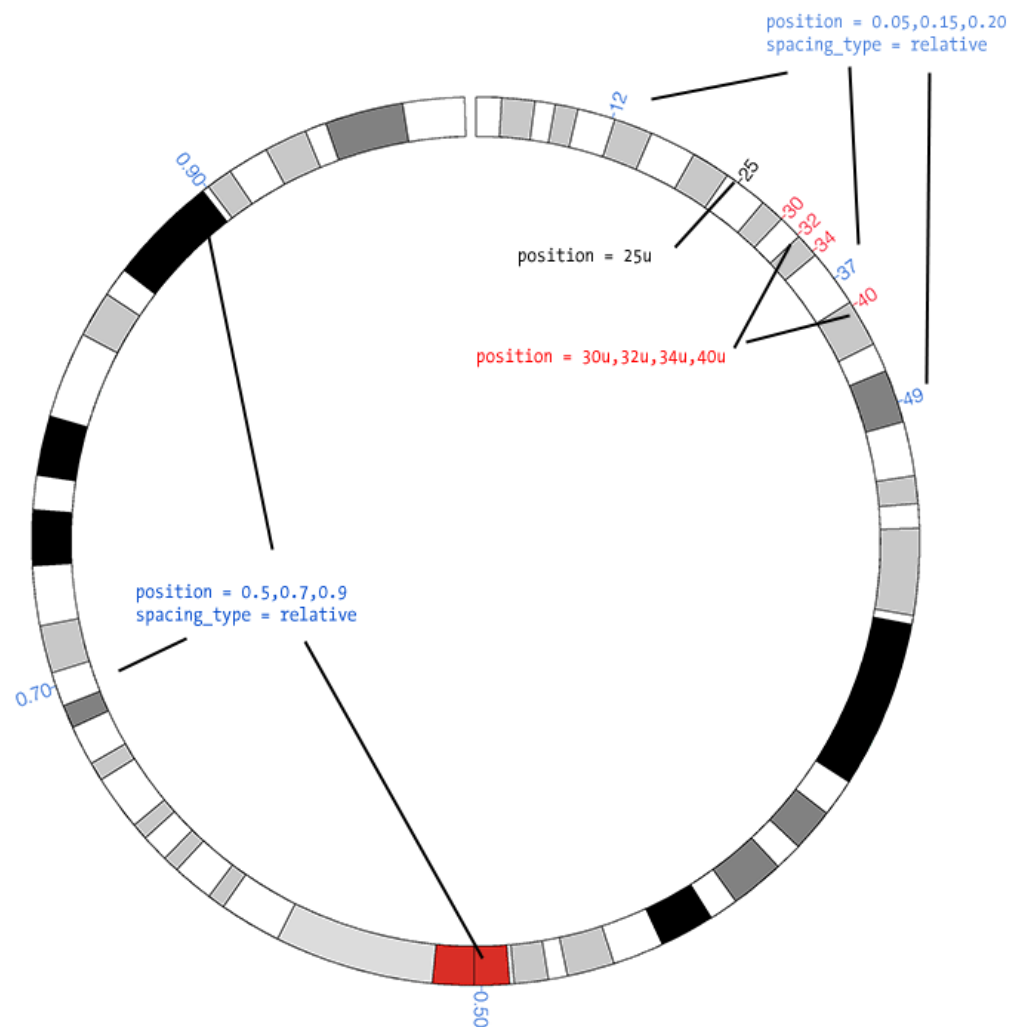 position = 0.05,0.15,0.20
spacing_type = relative
12
25
30
32
34
37
40
49
0.90
position = 25u
position = 30u,32u,34u,40u
position = 0.5,0.7,0.9
spacing_type = relative
0.70
0.50